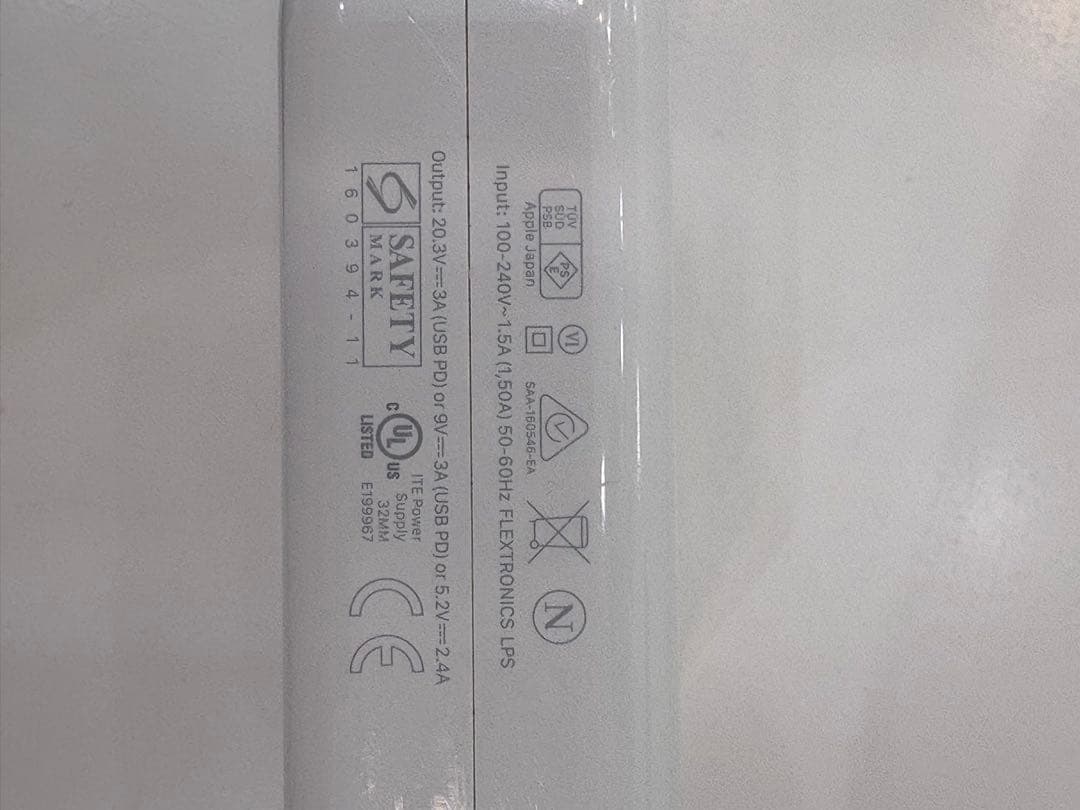 TÜV
SÜD
PSB
PS
E
Apple Japan
VI
SAA-160546-EA
N
Input: 100-240V~1.5A (1,50A) 50-60Hz FLEXTRONICS LPS
Output: 20.3V⎓3A (USB PD) or 9V⎓3A (USB PD) or 5.2V⎓2.4A
SAFETY
MARK
160394-11
C UL US
LISTED
ITE Power
Supply
32MM
E199967
CE